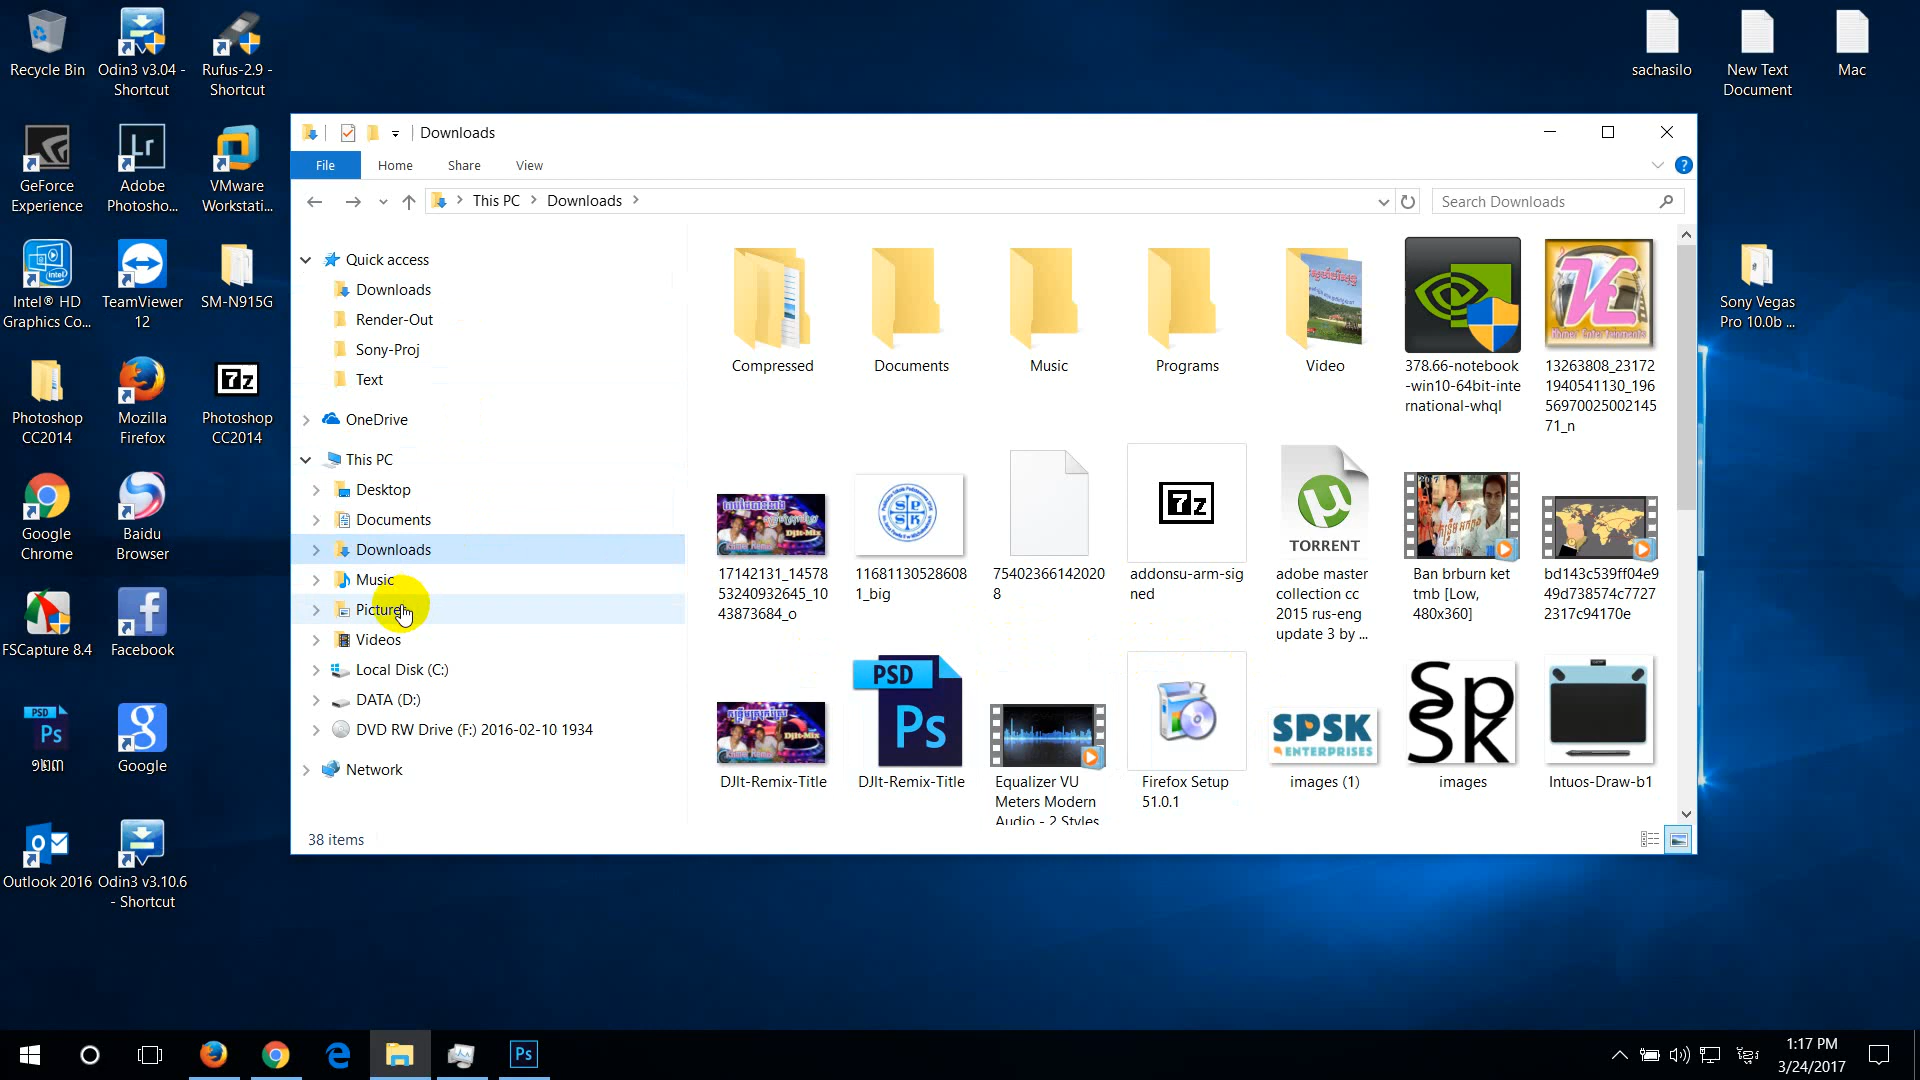 Recycle Bin
Odin3 v3.04 -
Shortcut
Rufus-2.9 -
Shortcut
sachasilo
New Text
Document
Mac
GeForce
Experience
Adobe
Photosho...
VMware
Workstati...
Intel® HD
Graphics Co...
TeamViewer
12
SM-N915G
Sony Vegas
Pro 10.0b ...
Photoshop
CC2014
Mozilla
Firefox
Photoshop
CC2014
Google
Chrome
Baidu
Browser
FSCapture 8.4
Facebook
Google
Outlook 2016
Odin3 v3.10.6
- Shortcut
Downloads
File
Home
Share
View
This PC
Downloads
Search Downloads
Quick access
Downloads
Render-Out
Sony-Proj
Text
OneDrive
This PC
Desktop
Documents
Downloads
Music
Pictures
Videos
Local Disk (C:)
DATA (D:)
DVD RW Drive (F:) 2016-02-10 1934
Network
Compressed
Documents
Music
Programs
Video
378.66-notebook
-win10-64bit-inte
rnational-whql
13263808_23172
1940541130_196
56970025002145
71_n
17142131_14578
53240932645_10
43873684_o
11681130528608
1_big
75402366142020
8
7z
addonsu-arm-sig
ned
TORRENT
adobe master
collection cc
2015 rus-eng
update 3 by ...
Ban brburn ket
tmb [Low,
480x360]
bd143c539ff04e9
49d738574c7727
2317c94170e
DJIt-Remix-Title
PSD
Ps
DJIt-Remix-Title
Equalizer VU
Meters Modern
Audio - 2 Styles
Firefox Setup
51.0.1
SPSK
ENTERPRISES
images (1)
images
Intuos-Draw-b1
38 items
1:17 PM
3/24/2017